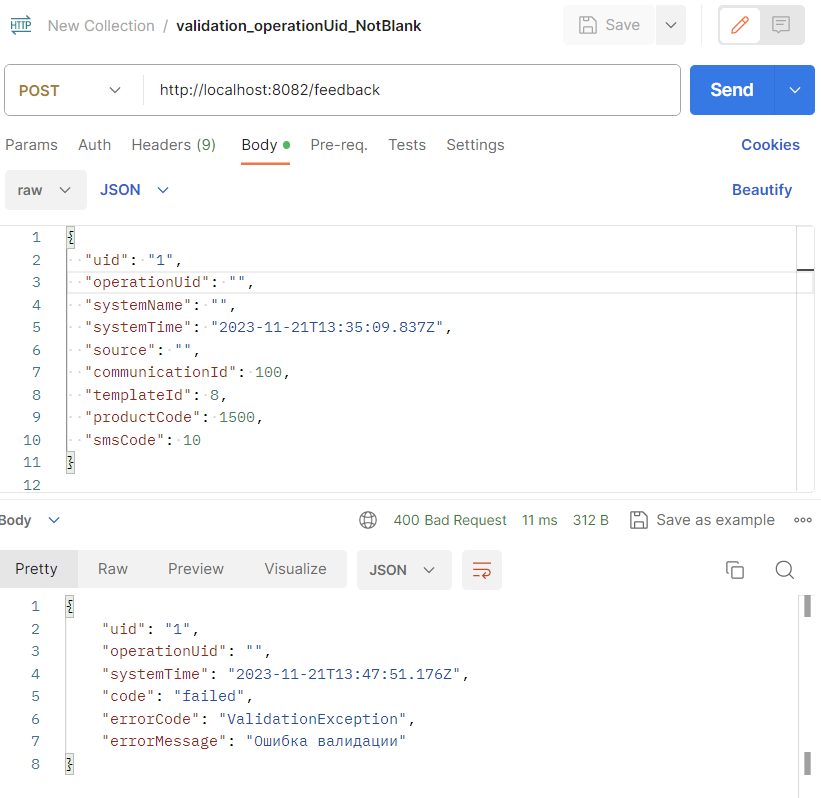 HTTP New Collection / validation_operationUid_NotBlank Save
POST http://localhost:8082/feedback Send
Params Auth Headers (9) Body Pre-req. Tests Settings Cookies
raw JSON Beautify
1 {
2 "uid": "1",
3 "operationUid": "",
4 "systemName": "",
5 "systemTime": "2023-11-21T13:35:09.837Z",
6 "source": "",
7 "communicationId": 100,
8 "templateId": 8,
9 "productCode": 1500,
10 "smsCode": 10
11 }
12
Body 400 Bad Request 11 ms 312 B Save as example
Pretty Raw Preview Visualize JSON
1 {
2 "uid": "1",
3 "operationUid": "",
4 "systemTime": "2023-11-21T13:47:51.176Z",
5 "code": "failed",
6 "errorCode": "ValidationException",
7 "errorMessage": "Ошибка валидации"
8 }